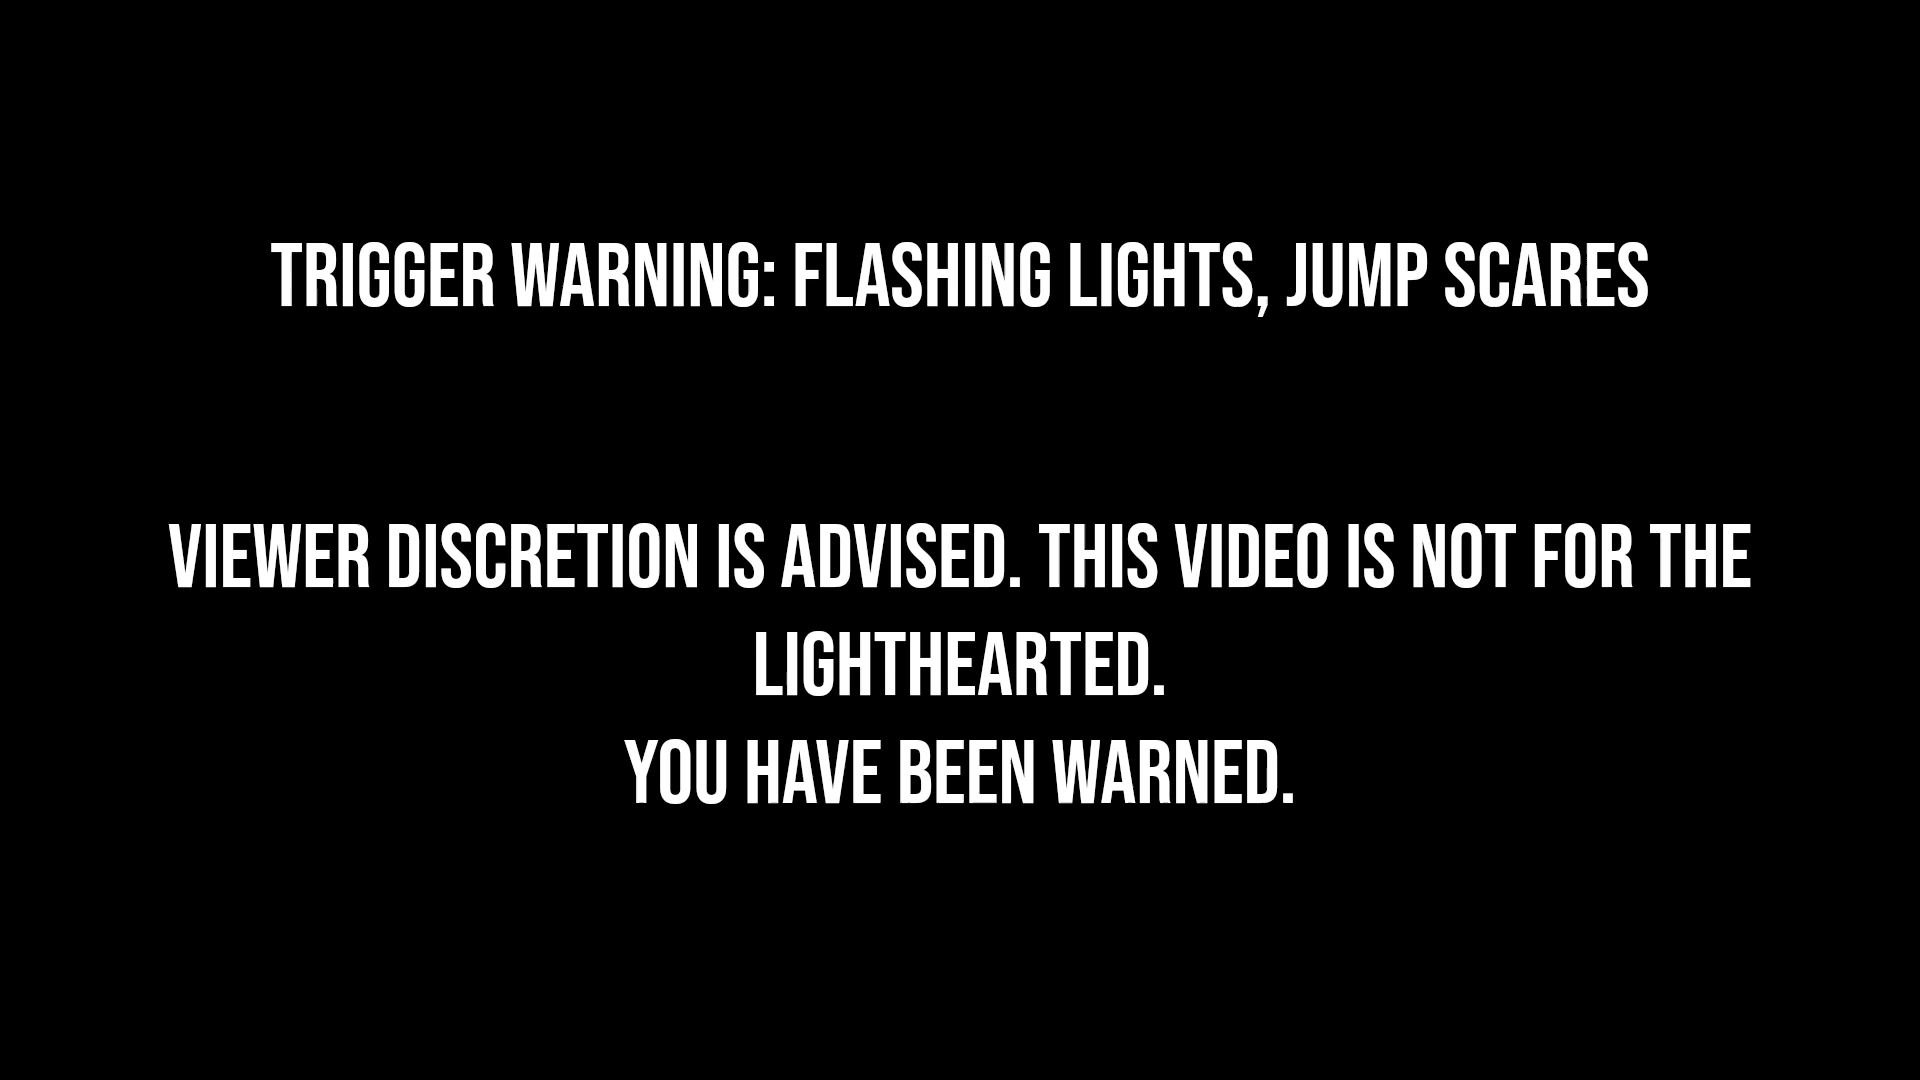 TRIGGER WARNING: FLASHING LIGHTS, JUMP SCARES
VIEWER DISCRETION IS ADVISED. THIS VIDEO IS NOT FOR THE
LIGHTHEARTED.
YOU HAVE BEEN WARNED.